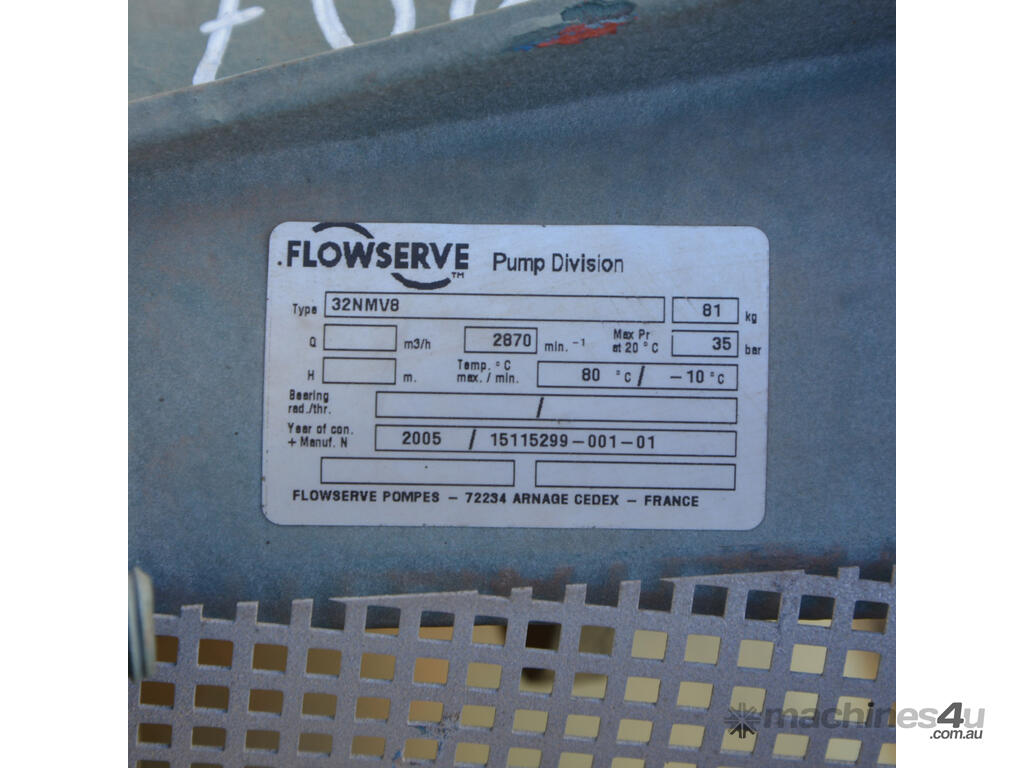 FLOWSERVE™ Pump Division
Type 32NMV8 81 kg
Q m3/h 2870 min.⁻¹ Max Pr at 20 °C 35 bar
H m. Temp. °C max. / min. 80 °C / -10 °C
Bearing rad./thr. /
Year of con. + Manuf. N 2005 / 15115299-001-01
FLOWSERVE POMPES - 72234 ARNAGE CEDEX - FRANCE
machines4u
.com.au